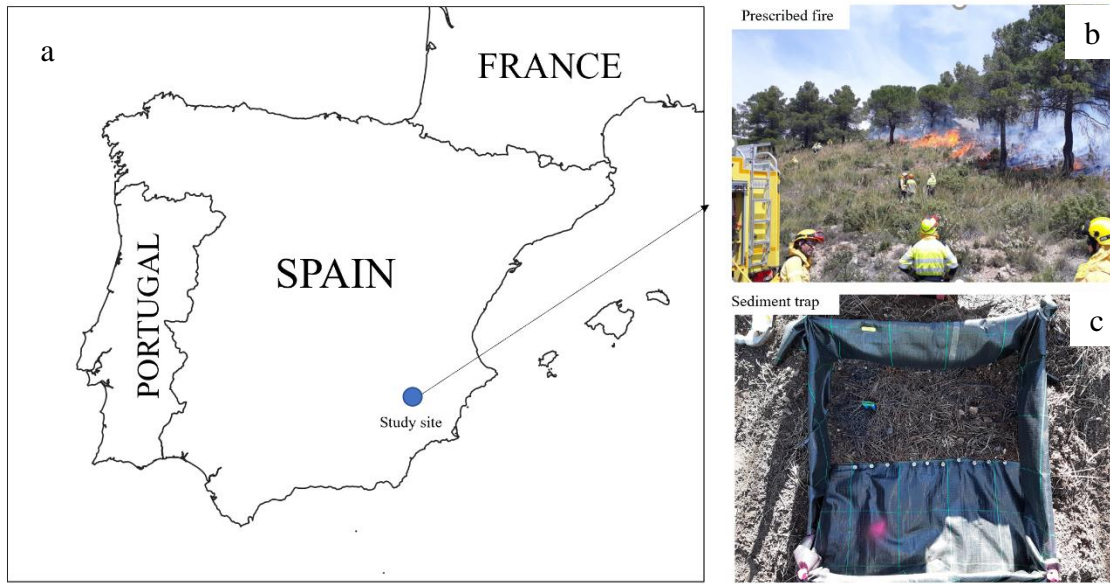 a
FRANCE
SPAIN
PORTUGAL
Study site
Prescribed fire
b
Sediment trap
c